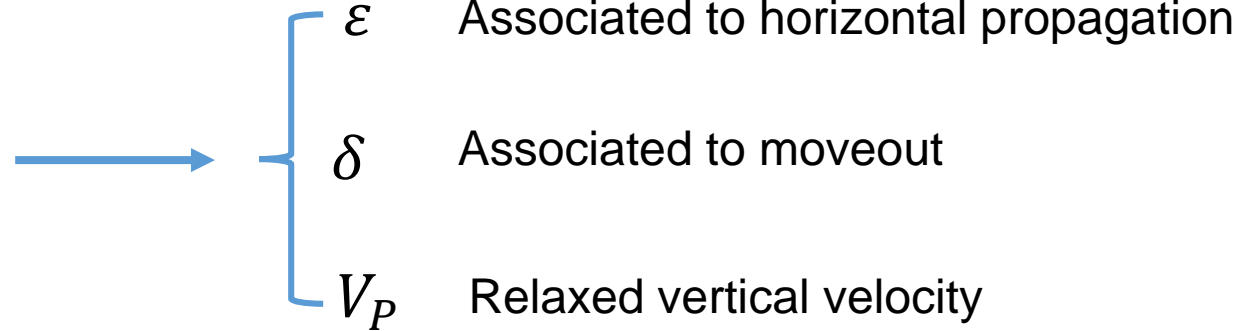 ε Associated to horizontal propagation
δ Associated to moveout
V_P Relaxed vertical velocity